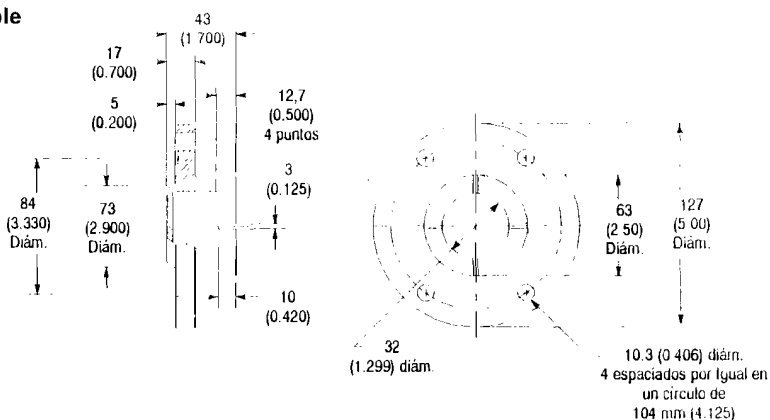 ble
43
(1 700)
17
(0.700)
5
(0.200)
12,7
(0.500)
4 puntos
3
(0.125)
84
(3.330)
Diám.
73
(2.900)
Diám.
10
(0.420)
63
(2 50)
Diám.
127
(5 00)
Diám.
32
(1.299) diám.
10.3 (0 406) diám.
4 espaciados por Igual en
un círculo de
104 mm (4.125)